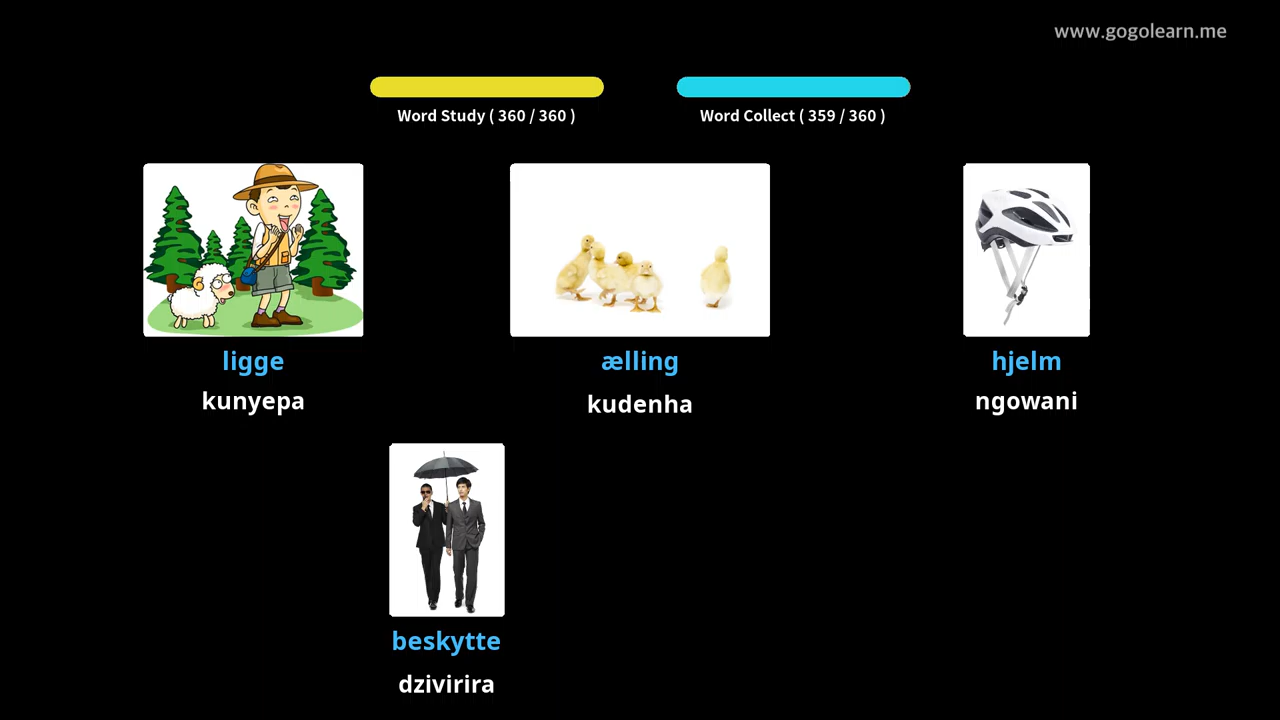 www.gogolearn.me
Word Study ( 360 / 360 )
Word Collect ( 359 / 360 )
ligge
kunyepa
ælling
kudenha
hjelm
ngowani
beskytte
dzivirira